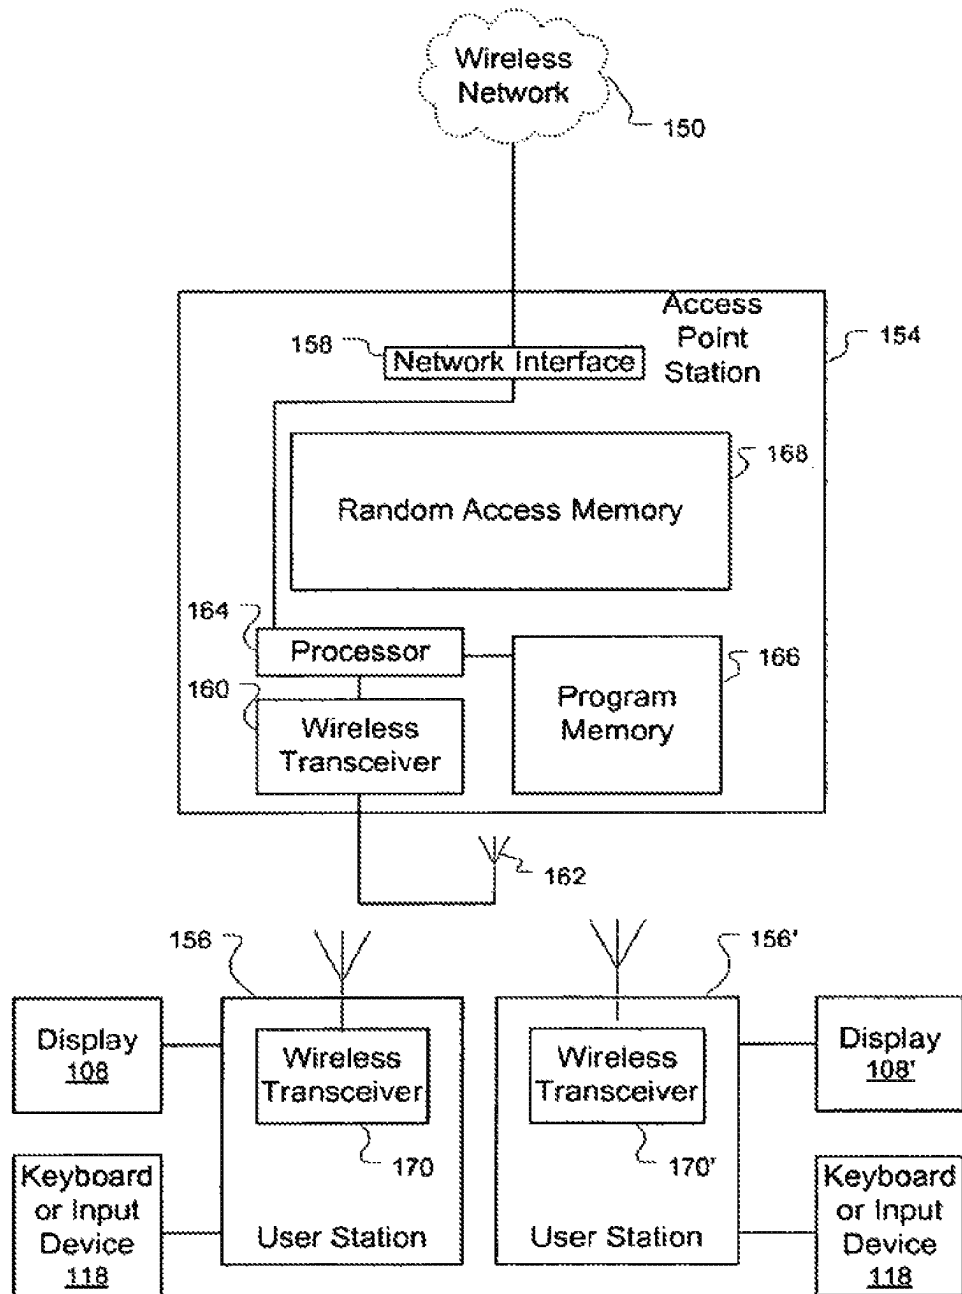 Wireless
Network
150
Access
Point
Station
154
158
Network Interface
168
Random Access Memory
164
Processor
166
160
Program
Memory
Wireless
Transceiver
162
156
156'
Display
108
Wireless
Transceiver
Wireless
Transceiver
Display
108'
170
170'
Keyboard
or Input
Device
118
User Station
User Station
Keyboard
or Input
Device
118